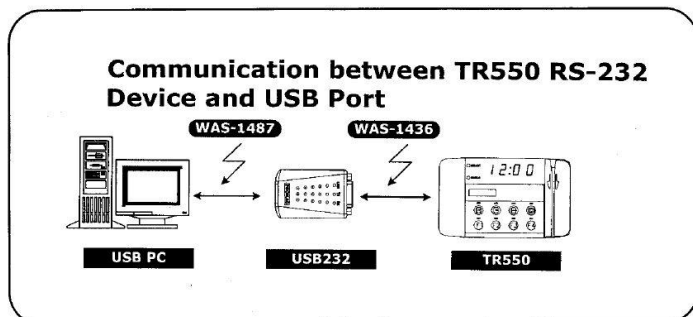 Communication between TR550 RS-232
Device and USB Port
WAS-1487 WAS-1436
12:00
USB PC USB232 TR550